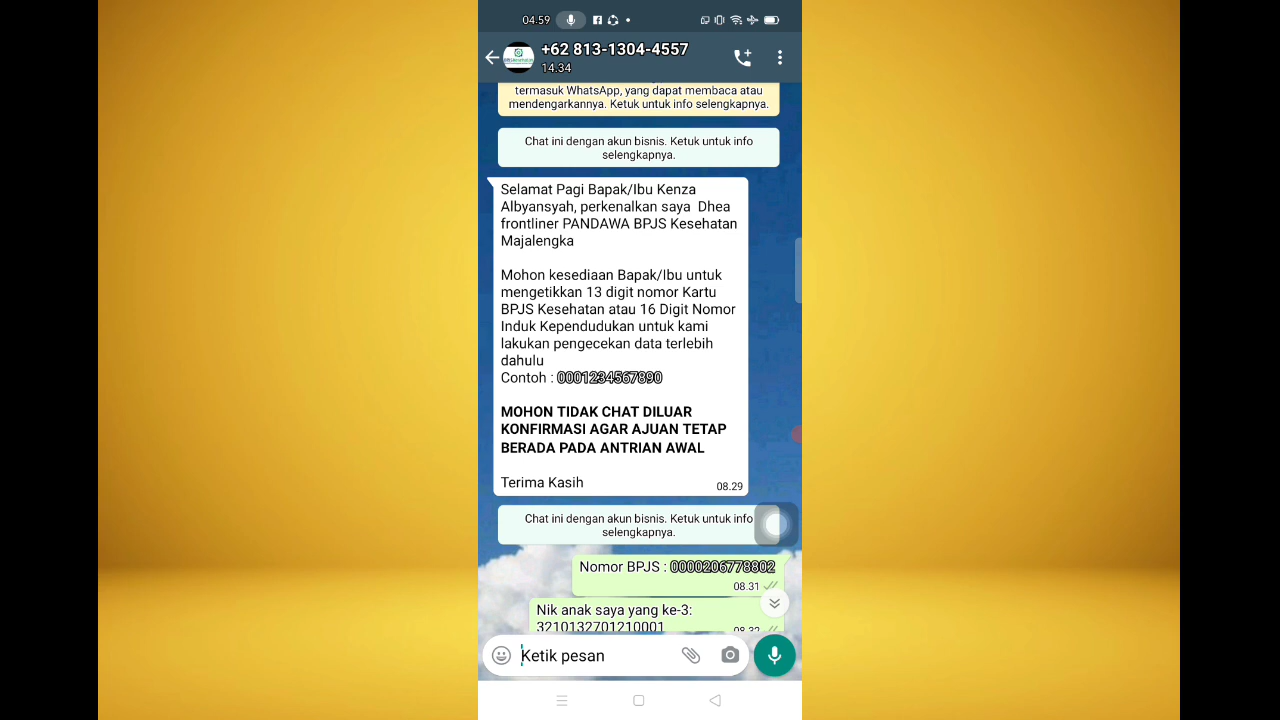 04.59
+62 813-1304-4557
14.34
termasuk WhatsApp, yang dapat membaca atau
mendengarkannya. Ketuk untuk info selengkapnya.
Chat ini dengan akun bisnis. Ketuk untuk info
selengkapnya.
Selamat Pagi Bapak/Ibu Kenza
Albyansyah, perkenalkan saya Dhea
frontliner PANDAWA BPJS Kesehatan
Majalengka
Mohon kesediaan Bapak/Ibu untuk
mengetikkan 13 digit nomor Kartu
BPJS Kesehatan atau 16 Digit Nomor
Induk Kependudukan untuk kami
lakukan pengecekan data terlebih
dahulu
Contoh : 0001234567890
MOHON TIDAK CHAT DILUAR
KONFIRMASI AGAR AJUAN TETAP
BERADA PADA ANTRIAN AWAL
Terima Kasih
08.29
Chat ini dengan akun bisnis. Ketuk untuk info
selengkapnya.
Nomor BPJS : 0000206778802
08.31
Nik anak saya yang ke-3:
3210132701210001
08.32
Ketik pesan